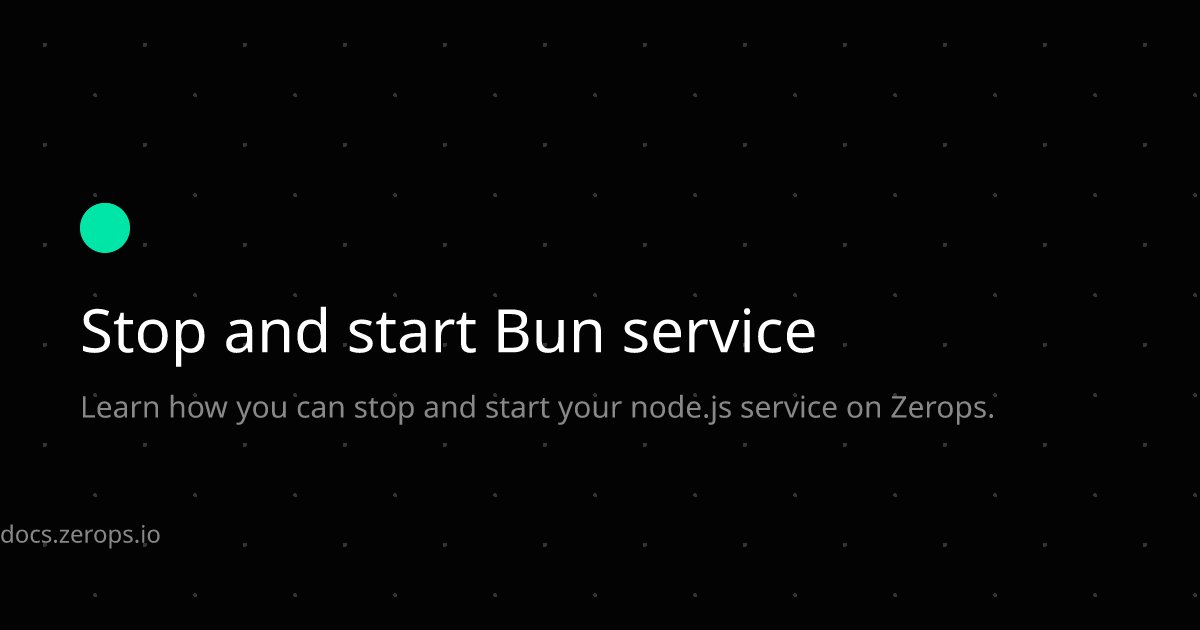 Stop and start Bun service
Learn how you can stop and start your node.js service on Zerops.
docs.zerops.io